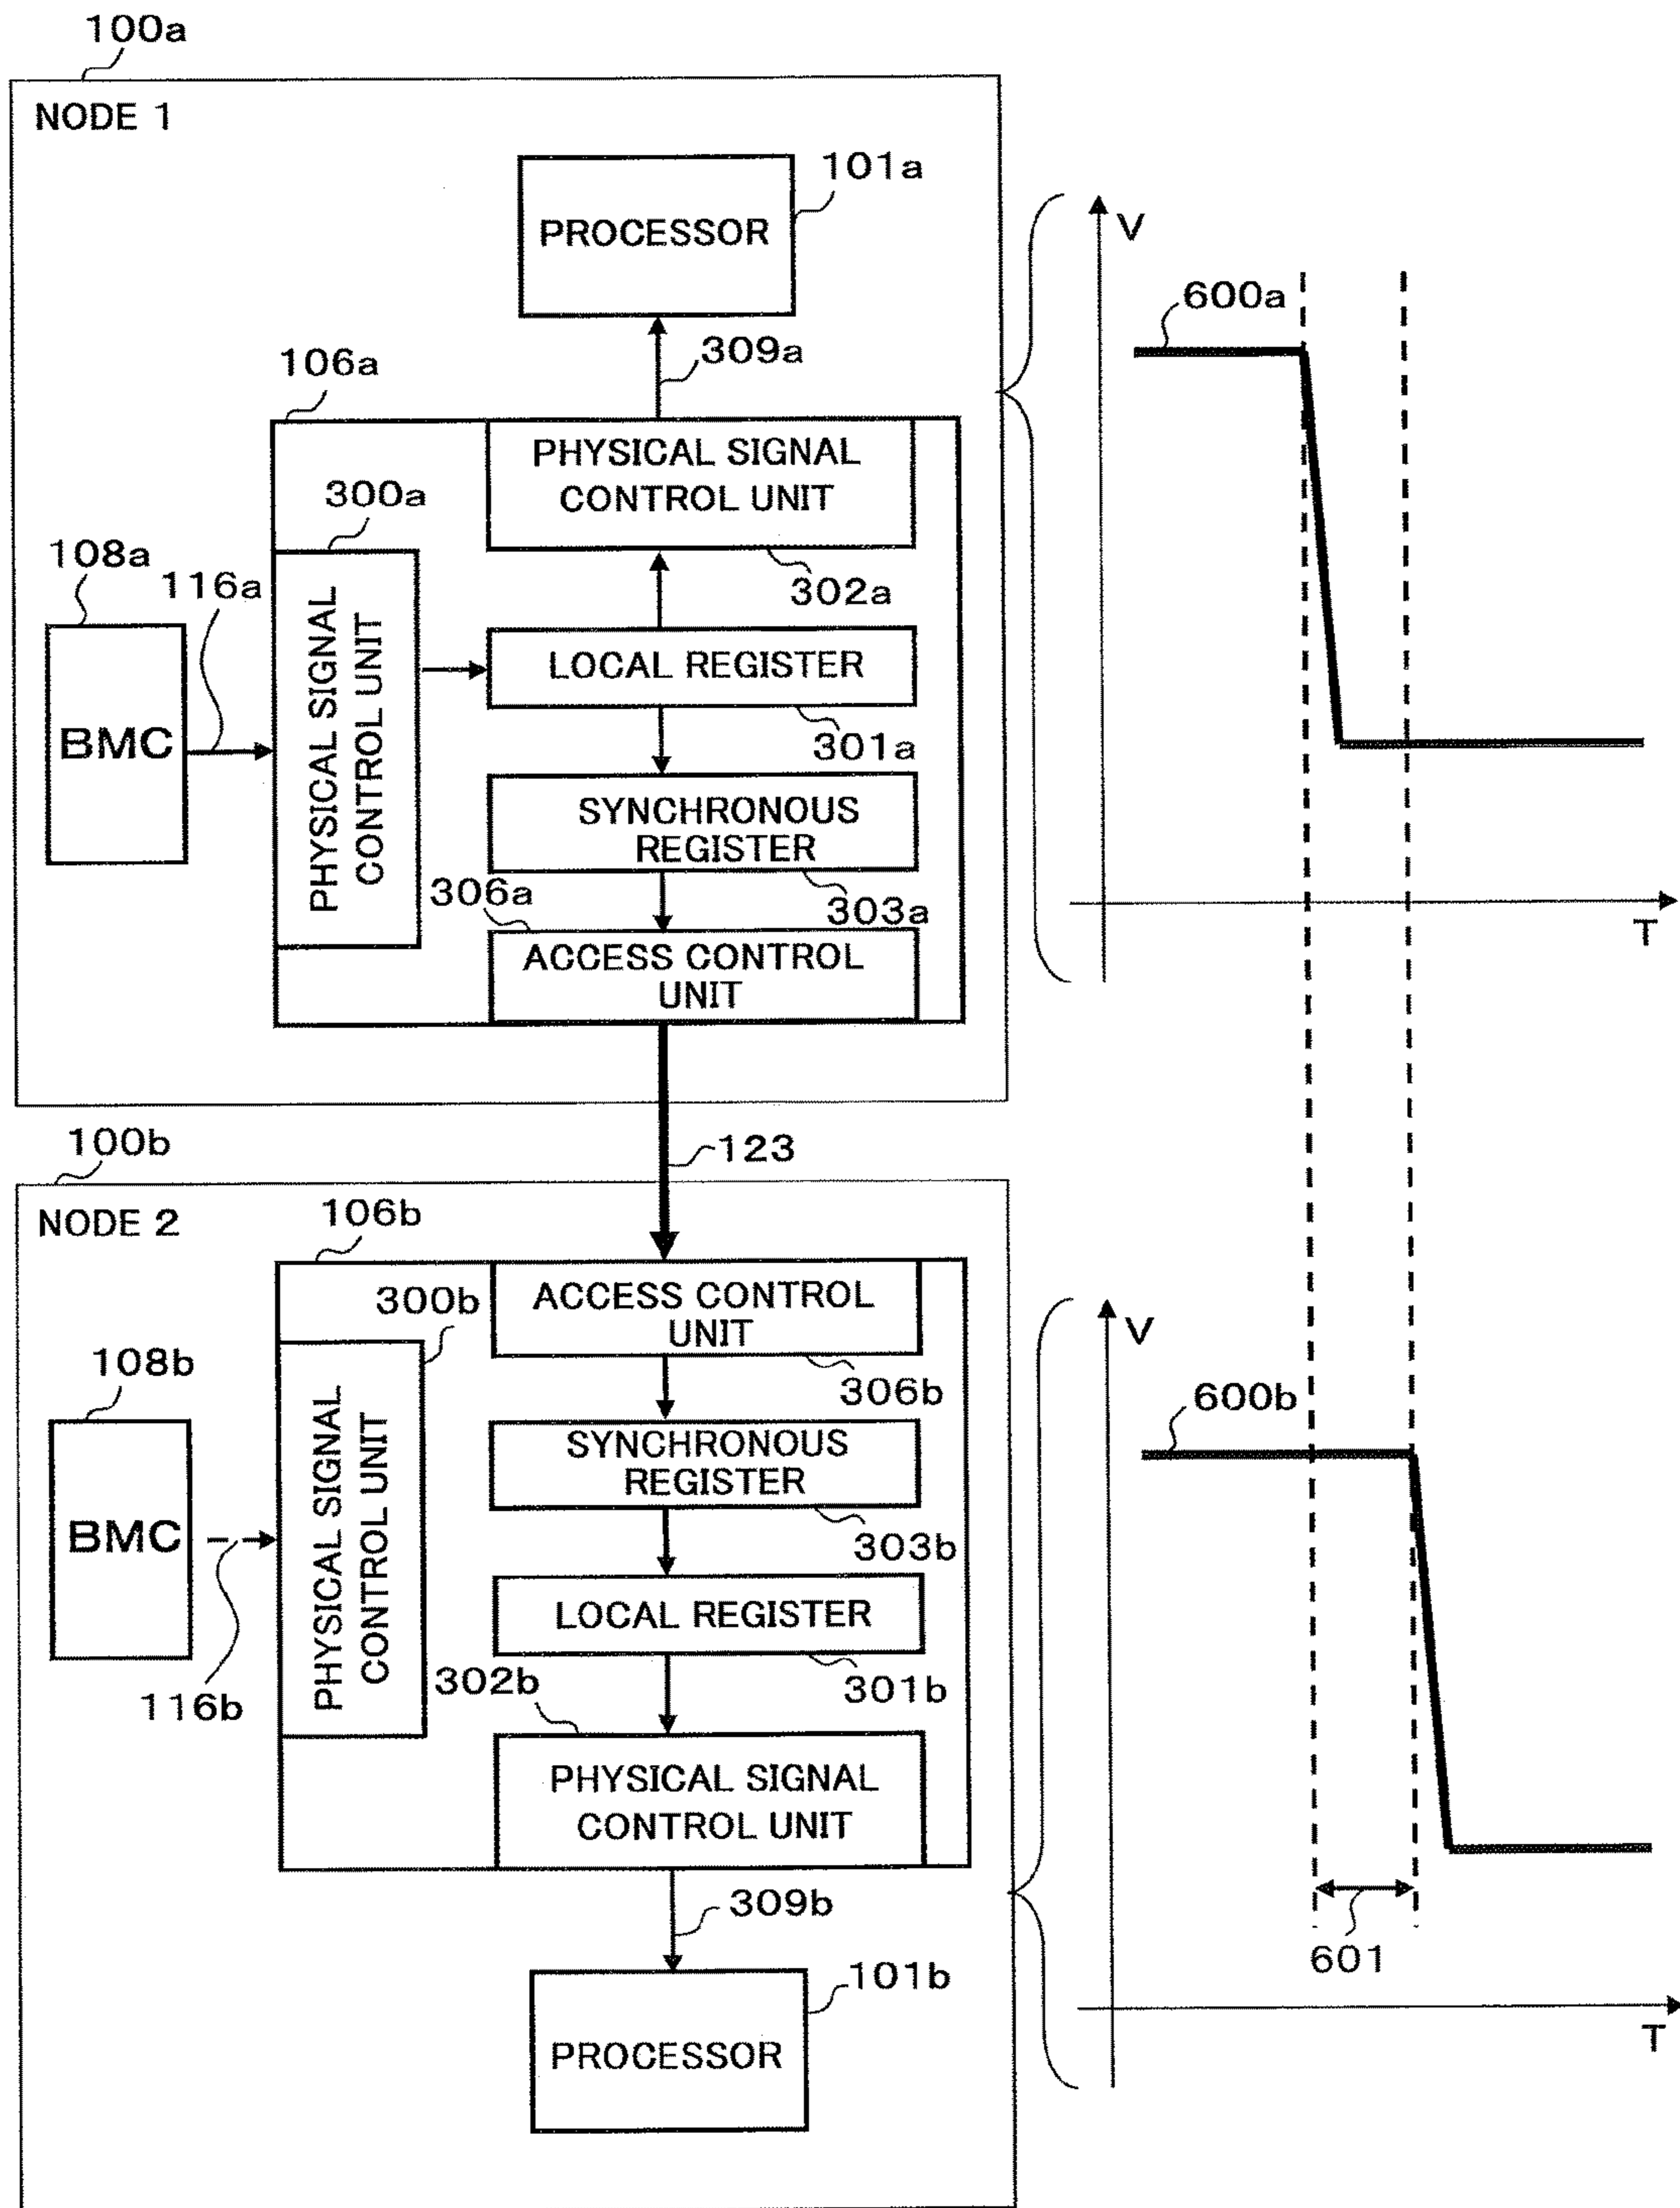 100a
NODE 1
101a
PROCESSOR
V
600a
309a
106a
PHYSICAL SIGNAL
CONTROL UNIT
300a
108a
116a
302a
PHYSICAL SIGNAL
CONTROL UNIT
LOCAL REGISTER
BMC
301a
SYNCHRONOUS
REGISTER
306a
303a
T
ACCESS CONTROL
UNIT
100b
123
NODE 2
106b
300b
ACCESS CONTROL
UNIT
V
108b
306b
600b
SYNCHRONOUS
REGISTER
PHYSICAL SIGNAL
CONTROL UNIT
BMC
303b
LOCAL REGISTER
302b
301b
116b
PHYSICAL SIGNAL
CONTROL UNIT
309b
601
101b
T
PROCESSOR